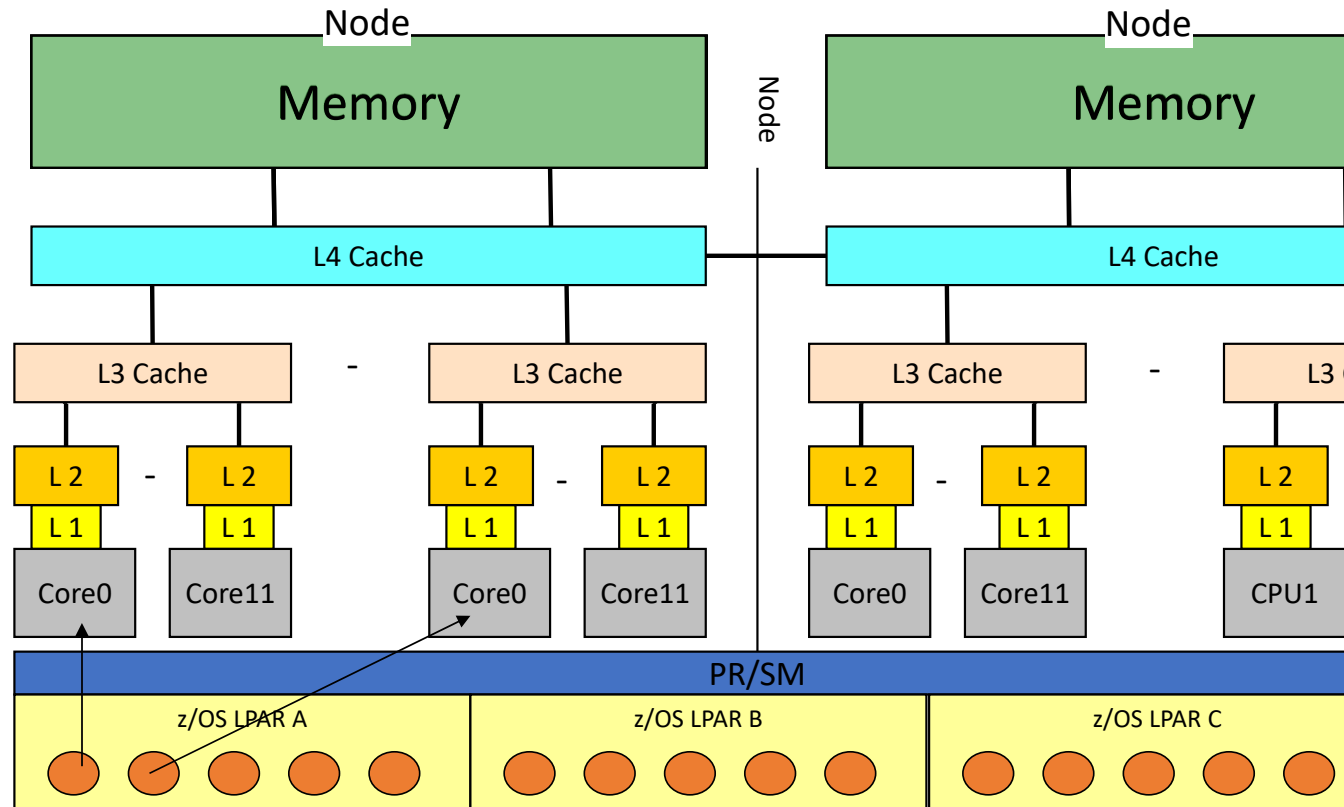 Node
Node
Memory
Memory
Node
L4 Cache
L4 Cache
L3 Cache
-
L3 Cache
L3 Cache
-
L3
L 2
-
L 2
L 2
-
L 2
L 2
-
L 2
L 2
L 1
L 1
L 1
L 1
L 1
L 1
L 1
Core0
Core11
Core0
Core11
Core0
Core11
CPU1
PR/SM
z/OS LPAR A
z/OS LPAR B
z/OS LPAR C